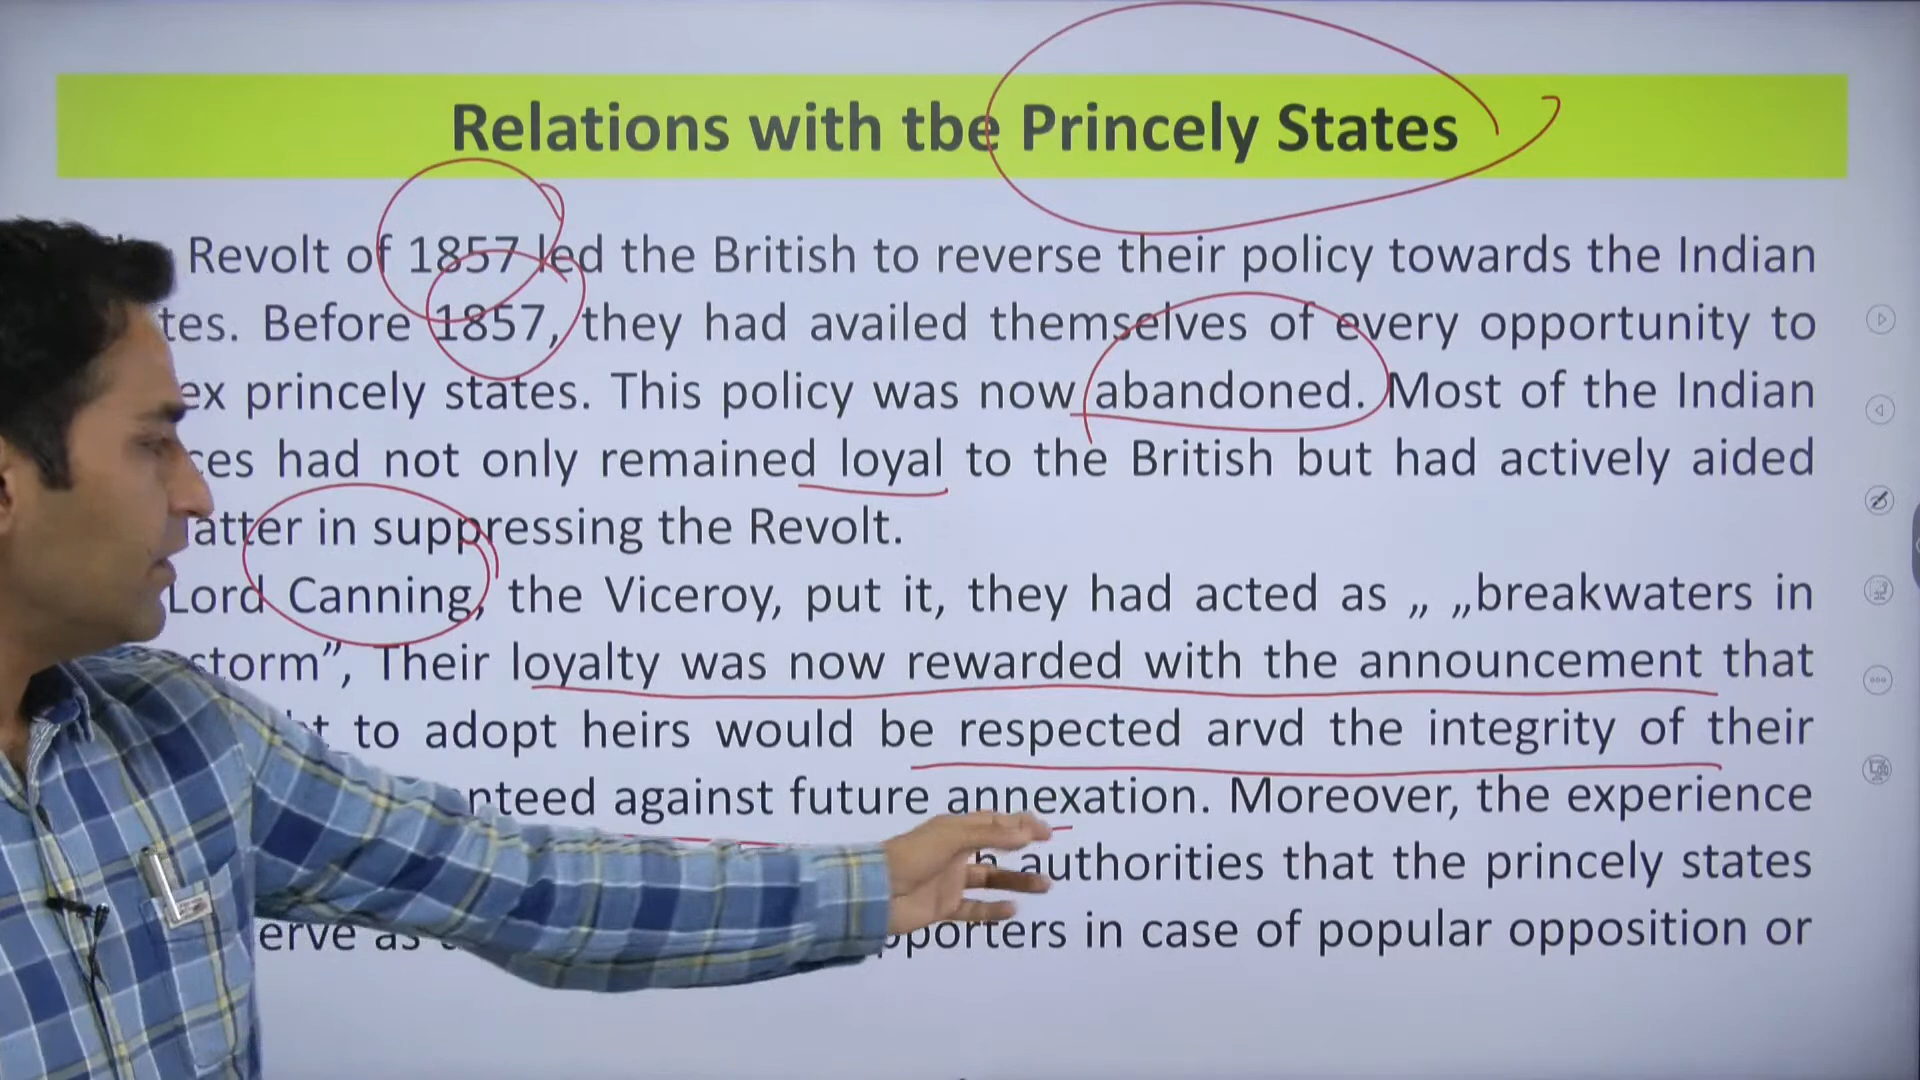 Relations with tbe Princely States
Revolt of 1857 led the British to reverse their policy towards the Indian
tes. Before 1857, they had availed themselves of every opportunity to
ex princely states. This policy was now abandoned. Most of the Indian
ces had not only remained loyal to the British but had actively aided
atter in suppressing the Revolt.
Lord Canning, the Viceroy, put it, they had acted as „ „breakwaters in
storm”, Their loyalty was now rewarded with the announcement that
to adopt heirs would be respected arvd the integrity of their
nteed against future annexation. Moreover, the experience
authorities that the princely states
erve as pporters in case of popular opposition or